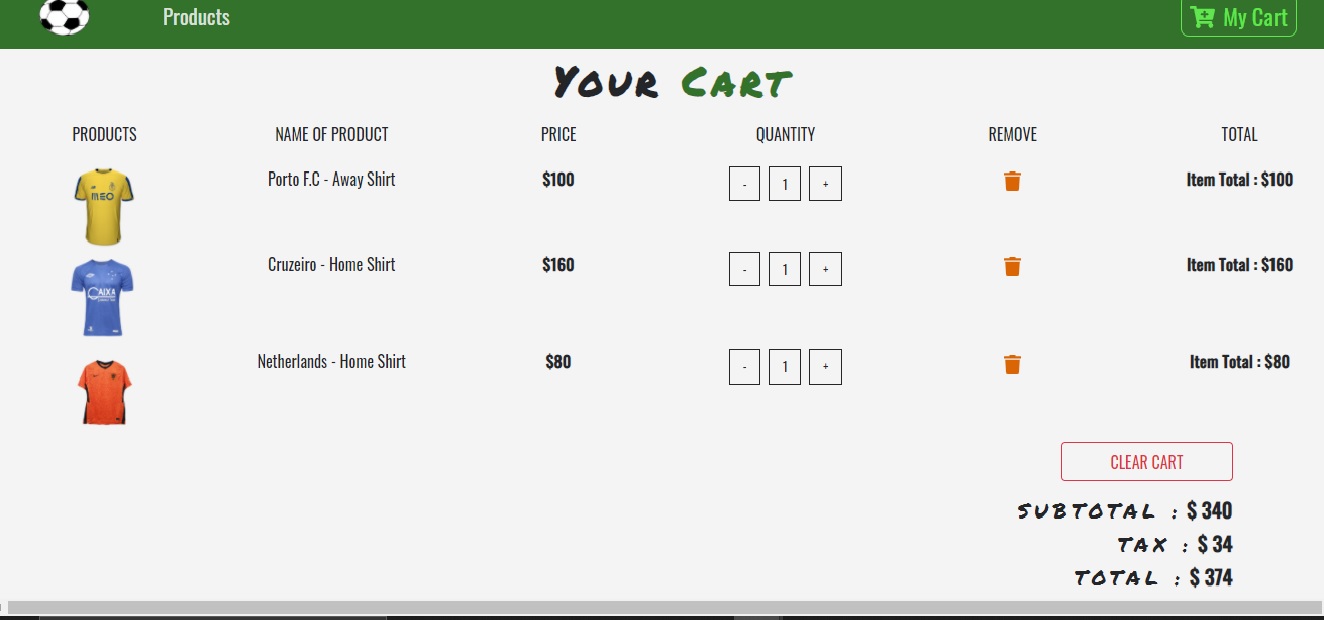 Products My Cart
Your Cart
PRODUCTS NAME OF PRODUCT PRICE QUANTITY REMOVE TOTAL
Porto F.C - Away Shirt $100 - 1 + Item Total : $100
MEO
Cruzeiro - Home Shirt $160 - 1 + Item Total : $160
CAIXA
Netherlands - Home Shirt $80 - 1 + Item Total : $80
CLEAR CART
SUBTOTAL : $ 340
TAX : $ 34
TOTAL : $ 374